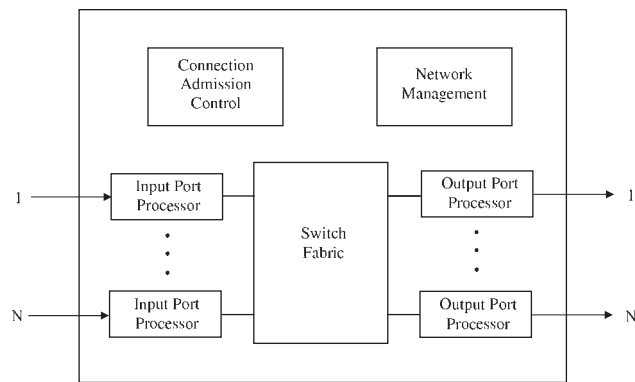 Connection
Admission
Control
Network
Management
1
Input Port
Processor
Switch
Fabric
Output Port
Processor
1
N
Input Port
Processor
Output Port
Processor
N